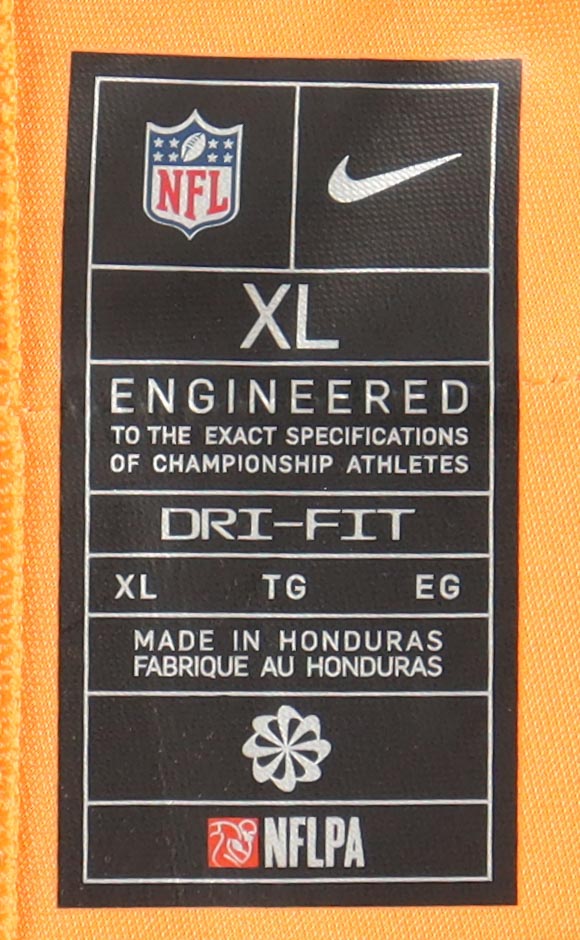 NFL
XL
ENGINEERED
TO THE EXACT SPECIFICATIONS
OF CHAMPIONSHIP ATHLETES
DRI-FIT
XL TG EG
MADE IN HONDURAS
FABRIQUE AU HONDURAS
NFLPA